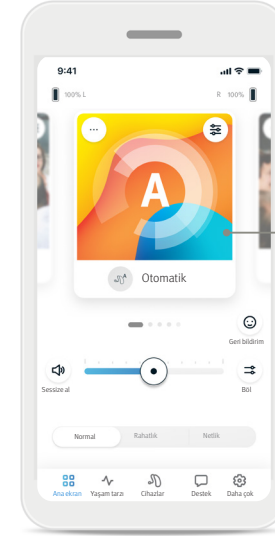 9:41
100% L
R 100%
...
A
Otomatik
Geri bildirim
Sessize al
Böl
Normal
Rahatlık
Netlik
Ana ekran Yaşam tarzı Cihazlar Destek Daha çok